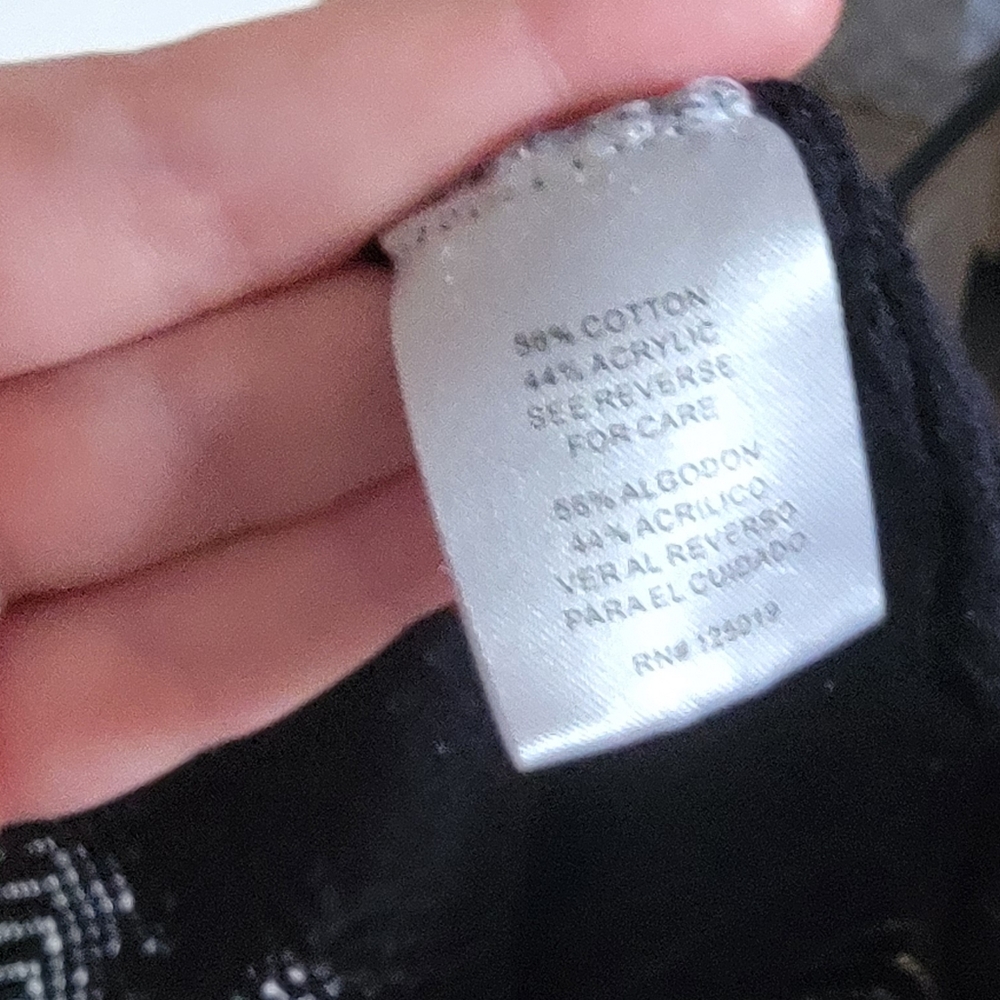 56% COTTON
44% ACRYLIC
SEE REVERSE
FOR CARE
56% ALGODON
44% ACRILICO
VER AL REVERSO
PARA EL CUIDADO
RN# 125919